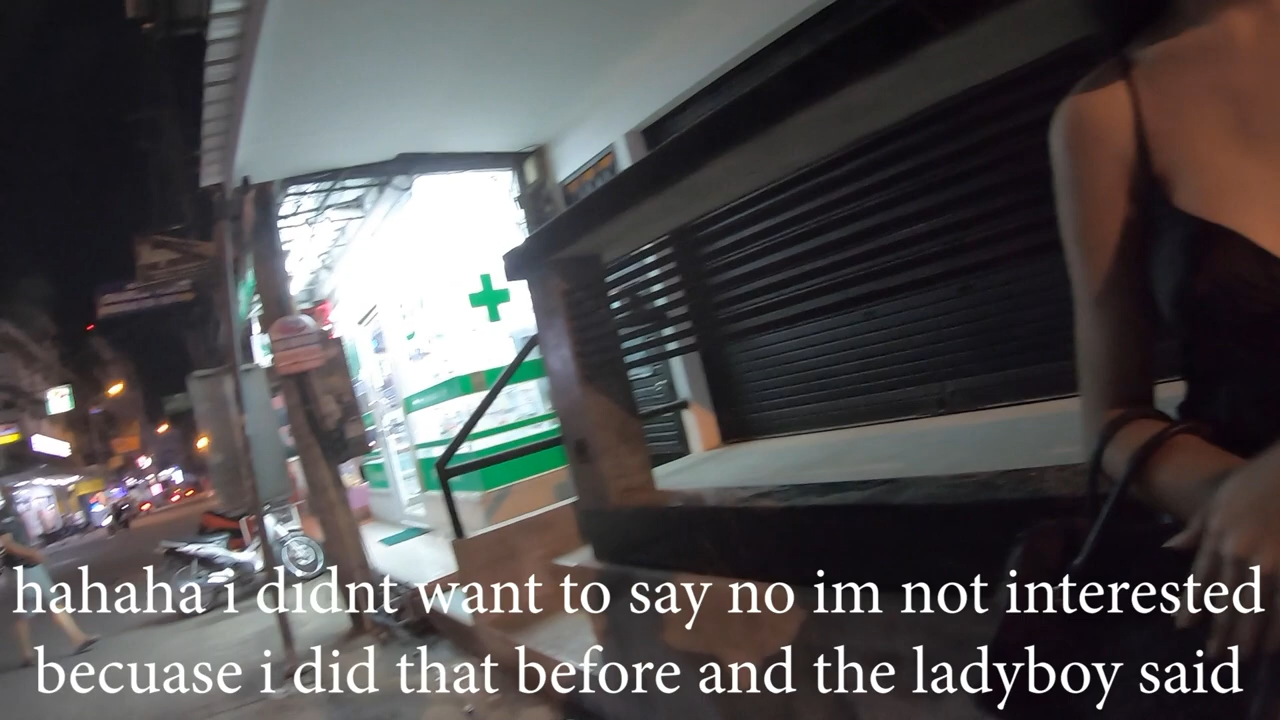 hahaha i didnt want to say no im not interested
becuase i did that before and the ladyboy said